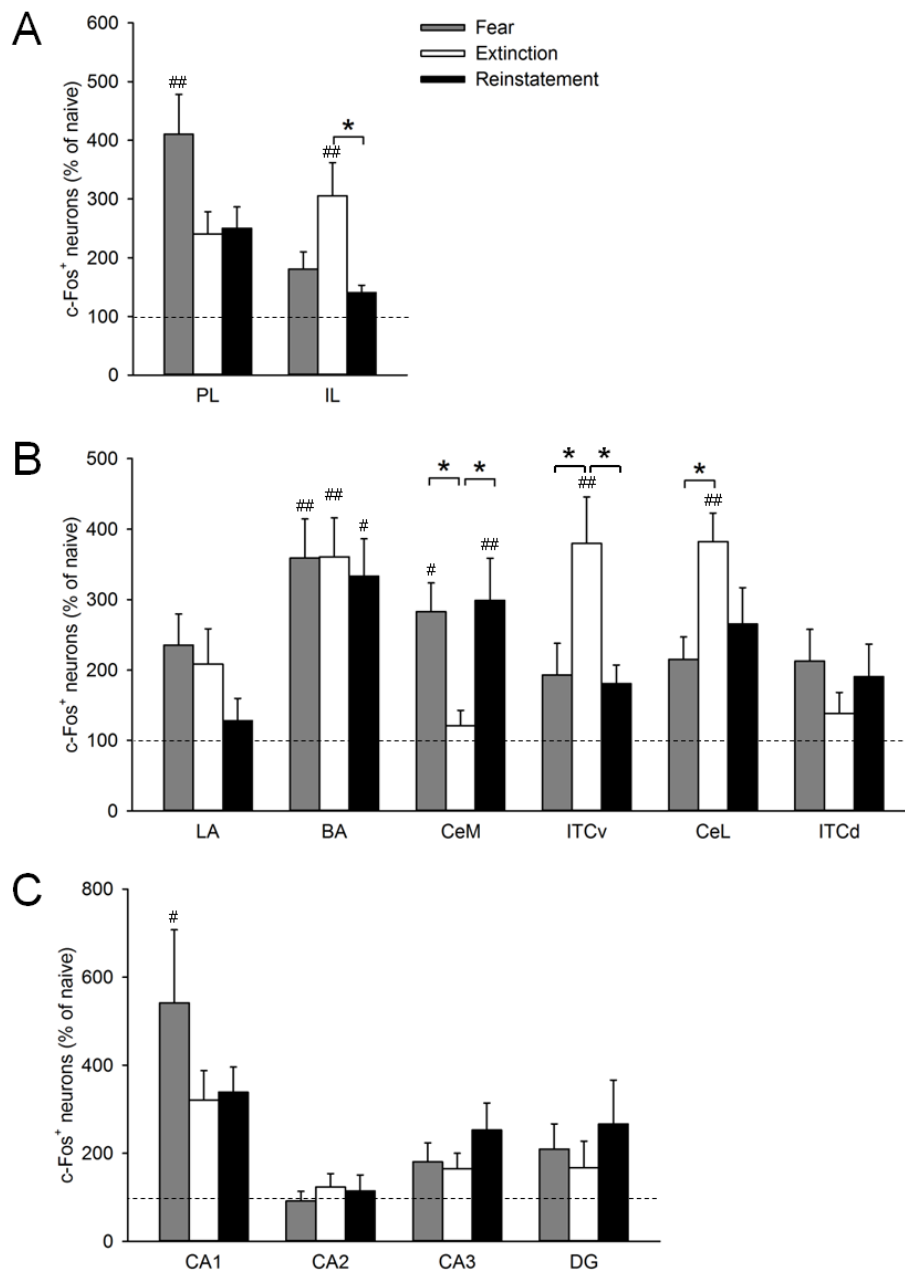 A
600
500
400
300
200
100
0
c-Fos⁺ neurons (% of naive)
Fear
Extinction
Reinstatement
##
*
##
PL IL
B
500
400
300
200
100
0
c-Fos⁺ neurons (% of naive)
* * * * *
## ## # # ## ## ##
LA BA CeM ITCv CeL ITCd
C
800
600
400
200
0
c-Fos⁺ neurons (% of naive)
#
CA1 CA2 CA3 DG